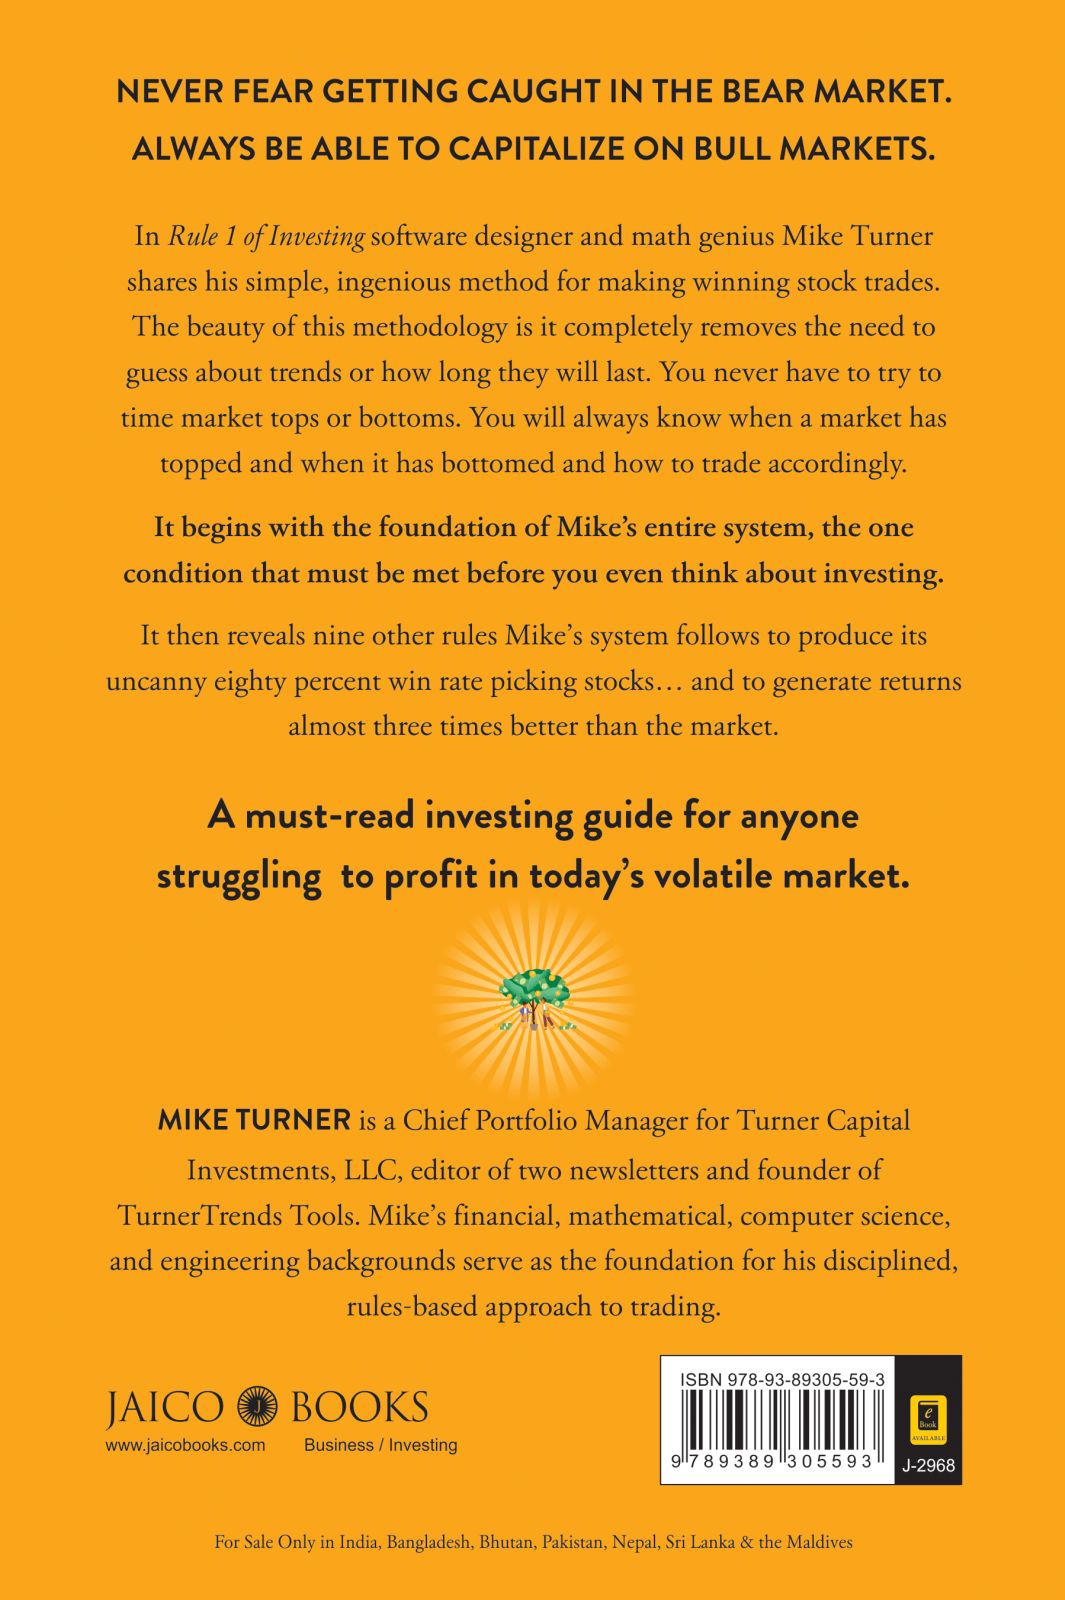 NEVER FEAR GETTING CAUGHT IN THE BEAR MARKET.
ALWAYS BE ABLE TO CAPITALIZE ON BULL MARKETS.
In Rule 1 of Investing software designer and math genius Mike Turner
shares his simple, ingenious method for making winning stock trades.
The beauty of this methodology is it completely removes the need to
guess about trends or how long they will last. You never have to try to
time market tops or bottoms. You will always know when a market has
topped and when it has bottomed and how to trade accordingly.
It begins with the foundation of Mike's entire system, the one
condition that must be met before you even think about investing.
It then reveals nine other rules Mike's system follows to produce its
uncanny eighty percent win rate picking stocks… and to generate returns
almost three times better than the market.
A must-read investing guide for anyone
struggling  to profit in today's volatile market.
MIKE TURNER is a Chief Portfolio Manager for Turner Capital
Investments, LLC, editor of two newsletters and founder of
TurnerTrends Tools. Mike's financial, mathematical, computer science,
and engineering backgrounds serve as the foundation for his disciplined,
rules-based approach to trading.
JAICO J BOOKS
www.jaicobooks.com Business / Investing
ISBN 978-93-89305-59-3
9 789389 305593
e
Book
AVAILABLE
J-2968
For Sale Only in India, Bangladesh, Bhutan, Pakistan, Nepal, Sri Lanka & the Maldives